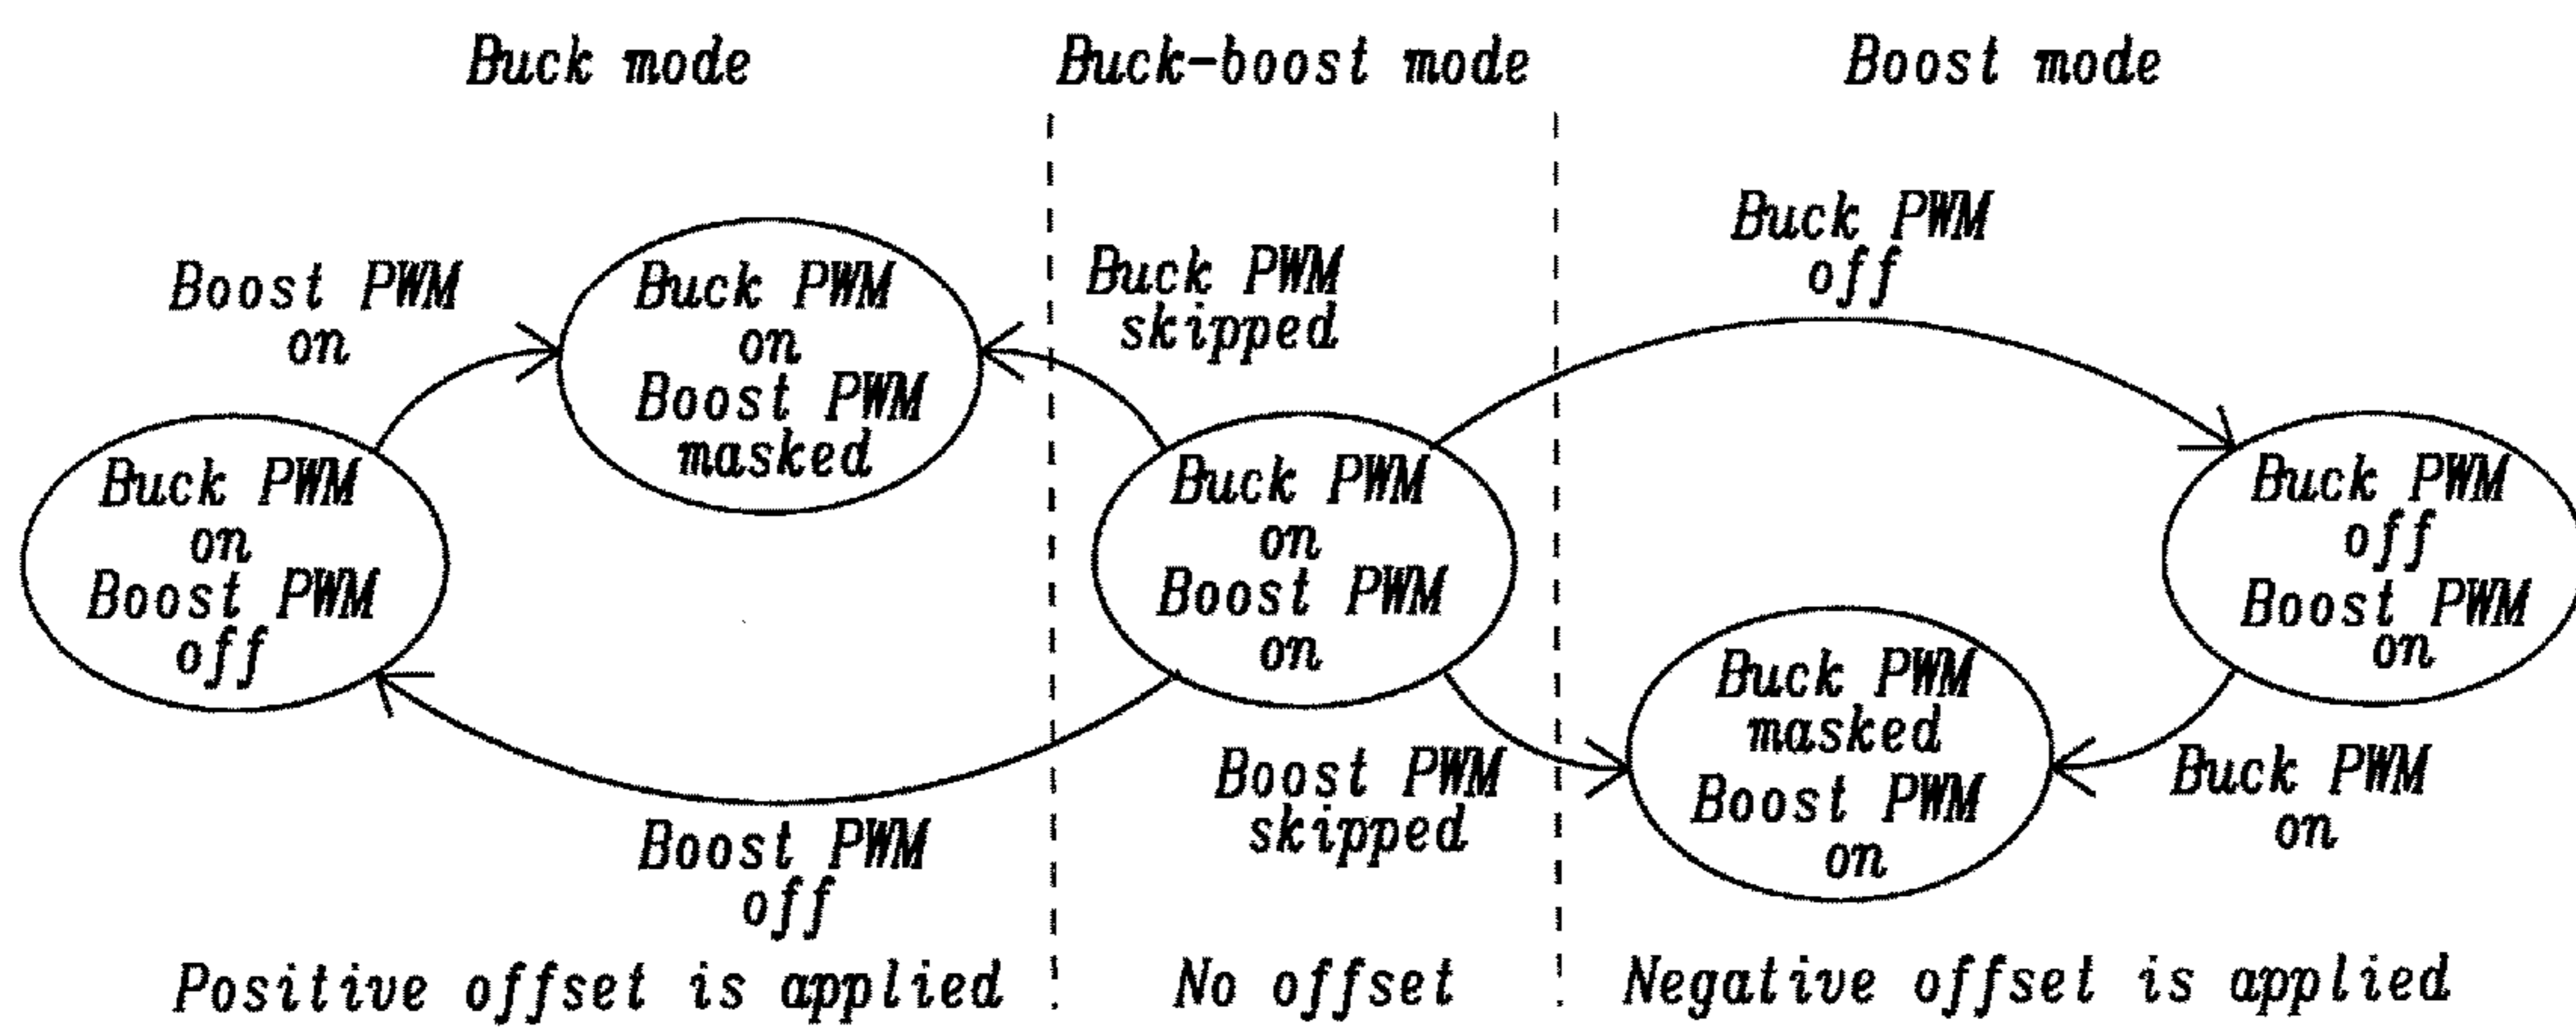 Buck mode
Buck-boost mode
Boost mode
Boost PWM
on
Buck PWM
on
Boost PWM
masked
Buck PWM
skipped
Buck PWM
off
Buck PWM
on
Boost PWM
off
Buck PWM
on
Boost PWM
on
Buck PWM
off
Boost PWM
on
Buck PWM
masked
Boost PWM
on
Boost PWM
off
Boost PWM
skipped
Buck PWM
on
Positive offset is applied
No offset
Negative offset is applied